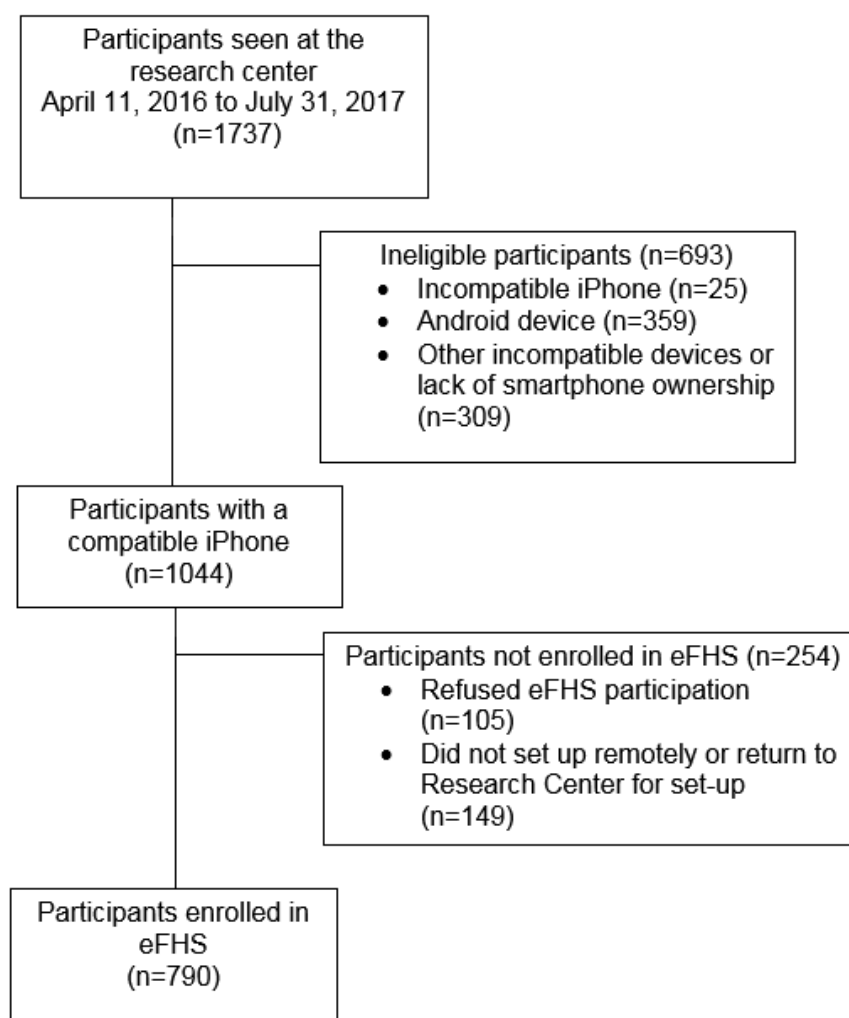 Participants seen at the
research center
April 11, 2016 to July 31, 2017
(n=1737)
Ineligible participants (n=693)
• Incompatible iPhone (n=25)
• Android device (n=359)
• Other incompatible devices or
lack of smartphone ownership
(n=309)
Participants with a
compatible iPhone
(n=1044)
Participants not enrolled in eFHS (n=254)
• Refused eFHS participation
(n=105)
• Did not set up remotely or return to
Research Center for set-up
(n=149)
Participants enrolled in
eFHS
(n=790)